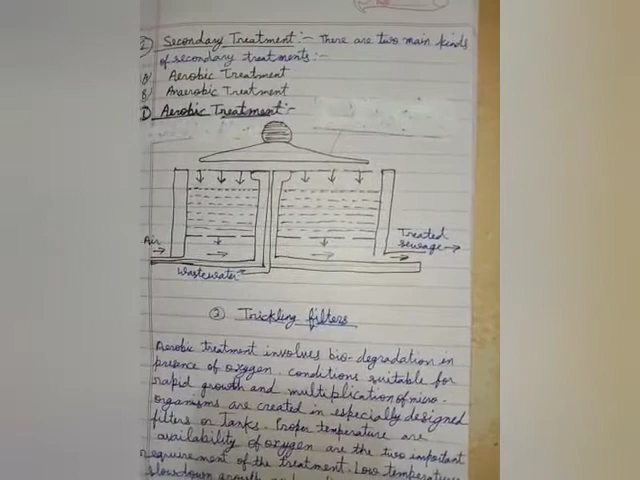 2) Secondary Treatment :- There are two main kinds
of secondary treatments :-
A) Aerobic Treatment
B) Anaerobic Treatment
D Aerobic Treatment :-
Air
Treated
sewage
Wastewater
② Trickling filters
Aerobic treatment involves bio-degradation in
presence of oxygen. conditions suitable for
rapid growth and multiplication of micro-
organisms are created in especially designed
filters or Tanks. Proper temperature are
availability of oxygen are the two important
requirement of the treatment. Low temperature
slowdown growth and